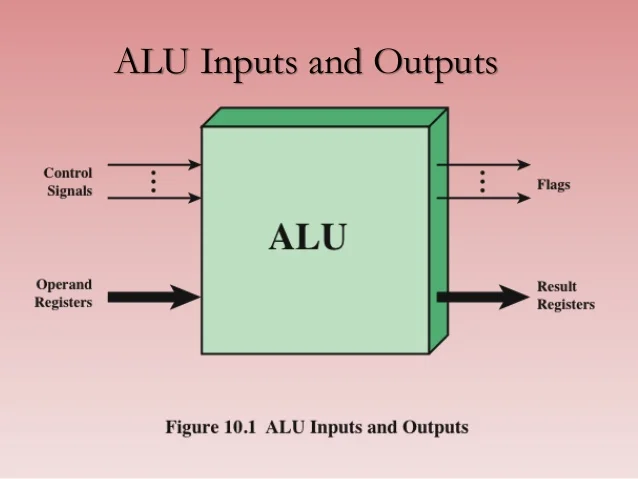 ALU Inputs and Outputs
Control
Signals
Flags
ALU
Operand
Registers
Result
Registers
Figure 10.1 ALU Inputs and Outputs